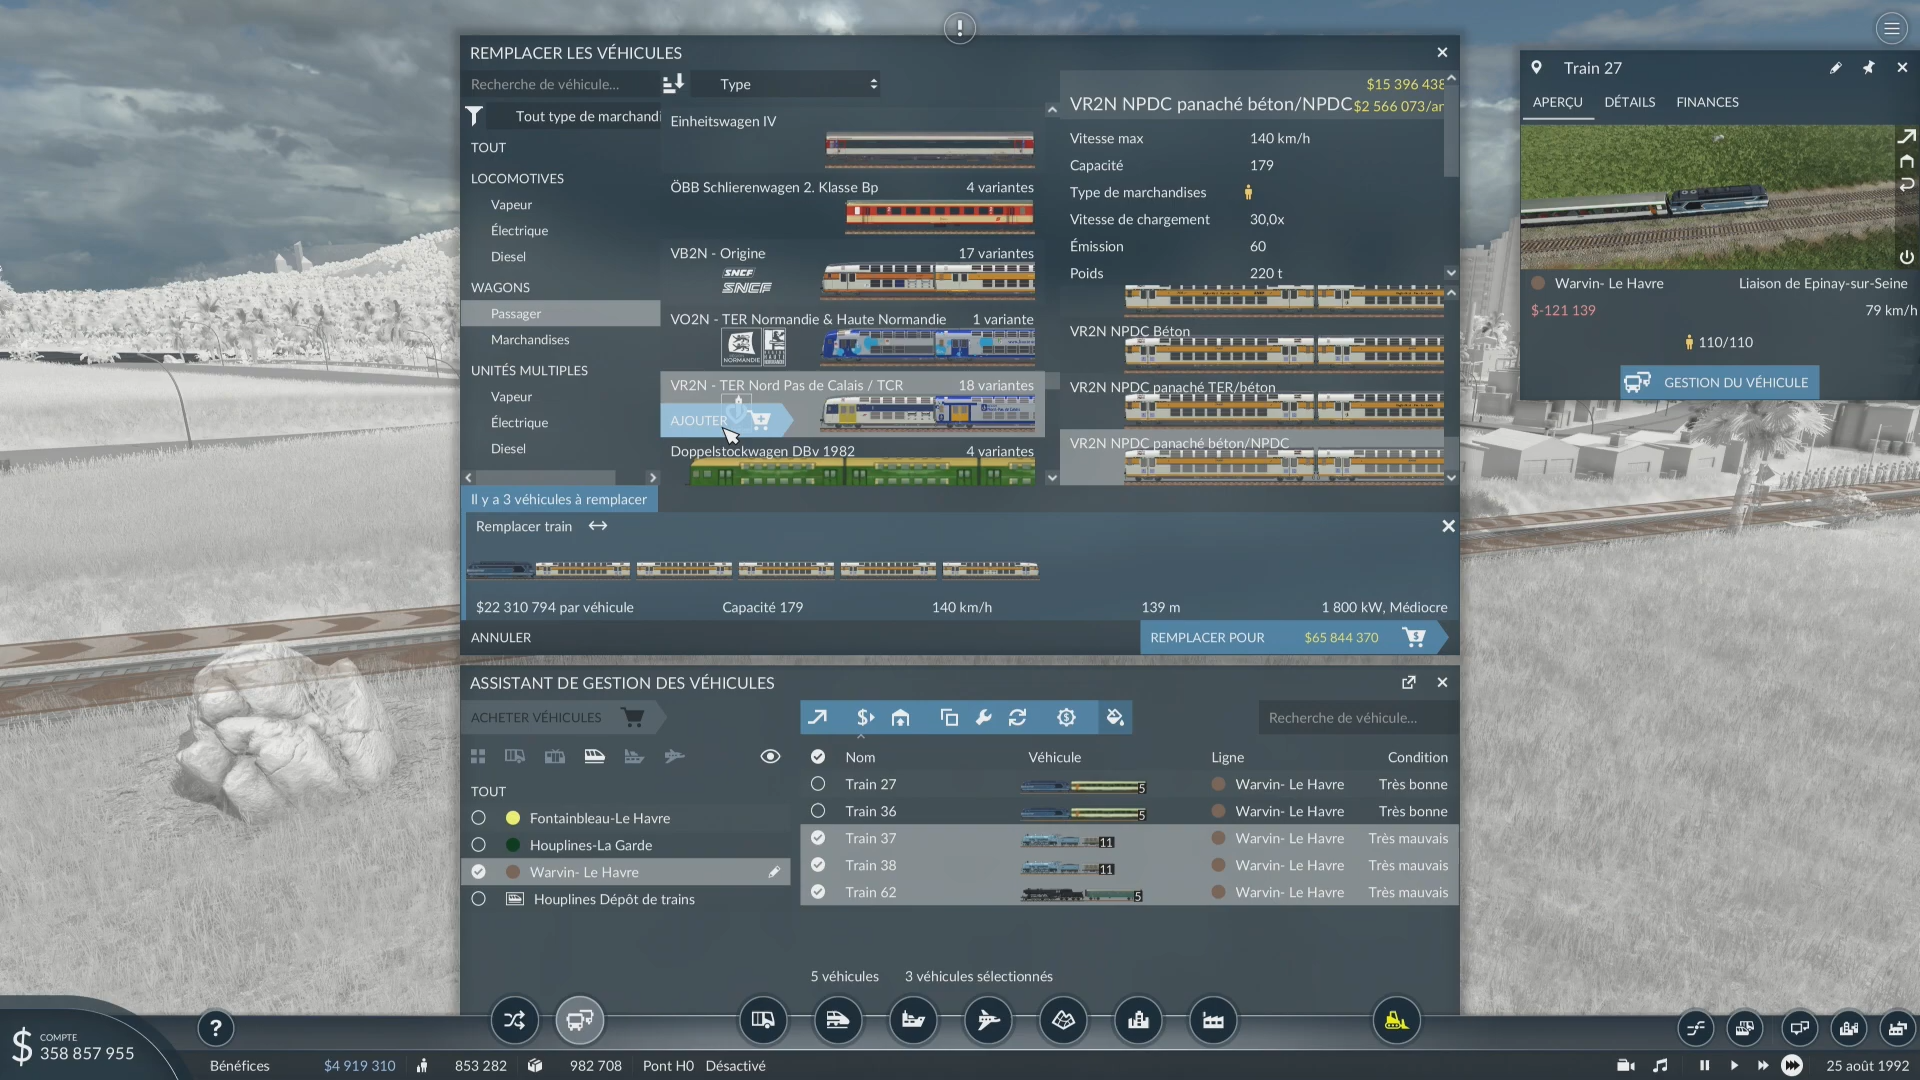 REMPLACER LES VÉHICULES
Recherche de véhicule...
Type
Tout type de marchandi
TOUT
LOCOMOTIVES
Vapeur
Électrique
Diesel
WAGONS
Passager
Marchandises
UNITÉS MULTIPLES
Vapeur
Électrique
Diesel
Einheitswagen IV
ÖBB Schlierenwagen 2. Klasse Bp
4 variantes
VB2N - Origine
17 variantes
SNCF
SNCF
VO2N - TER Normandie & Haute Normandie
1 variante
NORMANDIE
VR2N - TER Nord Pas de Calais / TCR
18 variantes
AJOUTER
Doppelstockwagen DBv 1982
4 variantes
$15 396 438
VR2N NPDC panaché béton/NPDC
$2 566 073/an
Vitesse max
140 km/h
Capacité
179
Type de marchandises
Vitesse de chargement
30,0x
Émission
60
Poids
220 t
VR2N NPDC Béton
VR2N NPDC panaché TER/béton
VR2N NPDC panaché béton/NPDC
Il y a 3 véhicules à remplacer
Remplacer train
$22 310 794 par véhicule
Capacité 179
140 km/h
139 m
1 800 kW, Médiocre
ANNULER
REMPLACER POUR
$65 844 370
ASSISTANT DE GESTION DES VÉHICULES
ACHETER VÉHICULES
Recherche de véhicule...
TOUT
Fontainbleau-Le Havre
Houplines-La Garde
Warvin- Le Havre
Houplines Dépôt de trains
Nom
Véhicule
Ligne
Condition
Train 27
5
Warvin- Le Havre
Très bonne
Train 36
5
Warvin- Le Havre
Très bonne
Train 37
11
Warvin- Le Havre
Très mauvais
Train 38
11
Warvin- Le Havre
Très mauvais
Train 62
5
Warvin- Le Havre
Très mauvais
5 véhicules
3 véhicules sélectionnés
Train 27
APERÇU
DÉTAILS
FINANCES
Warvin- Le Havre
Liaison de Epinay-sur-Seine
$-121 139
79 km/h
110/110
GESTION DU VÉHICULE
COMPTE
$ 358 857 955
?
Bénéfices
$4 919 310
853 282
982 708
Pont H0
Désactivé
25 août 1992